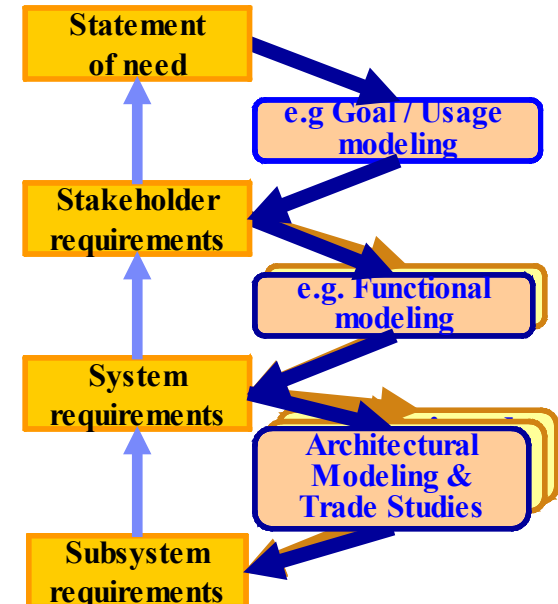 Statement
of need
e.g Goal / Usage
modeling
Stakeholder
requirements
e.g. Functional
modeling
System
requirements
Architectural
Modeling &
Trade Studies
Subsystem
requirements